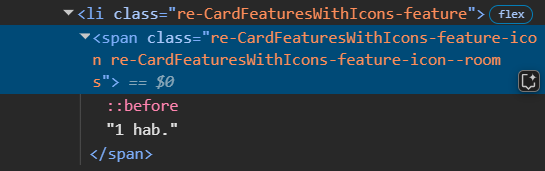 <li class="re-CardFeaturesWithIcons-feature"> flex
<span class="re-CardFeaturesWithIcons-feature-ico
n re-CardFeaturesWithIcons-feature-icon--room
s"> == $0
::before
"1 hab."
</span>